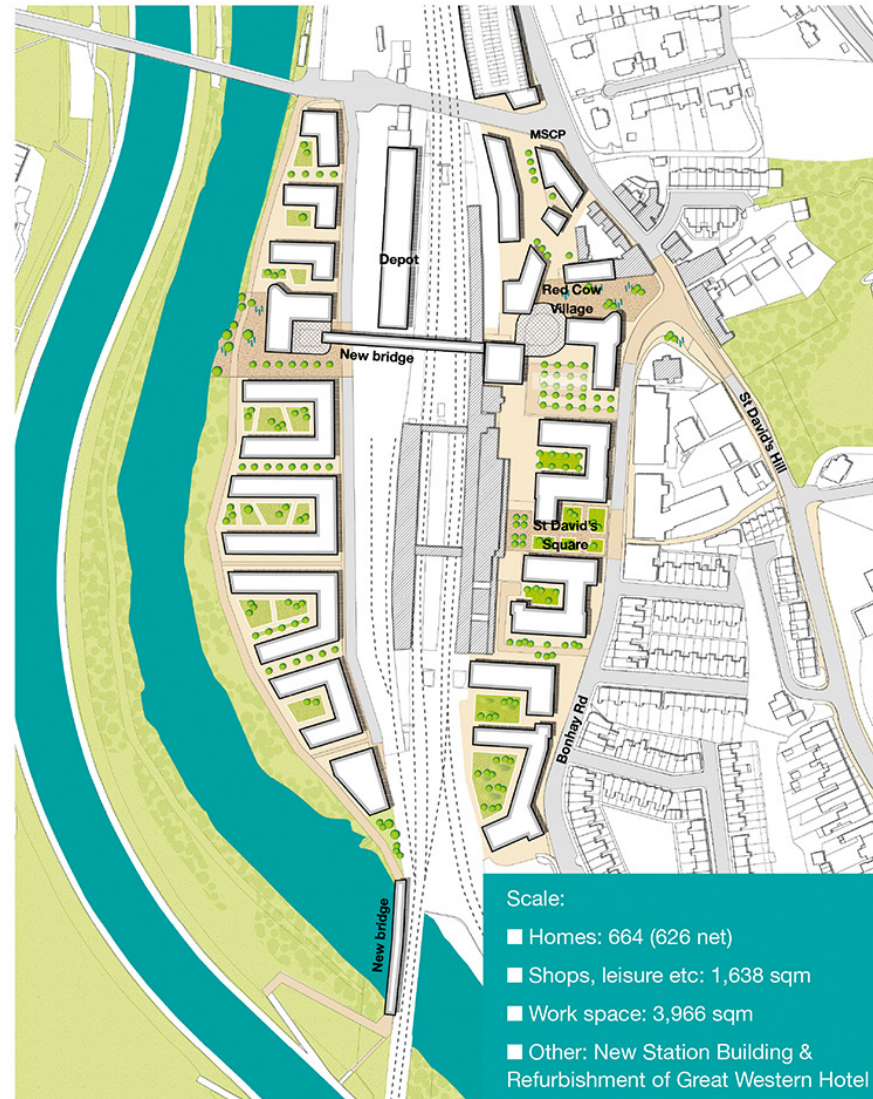 MSCP
Depot
Red Cow
Village
New bridge
St David's Hill
St David's
Square
Bonhay Rd
New bridge
Scale:
■ Homes: 664 (626 net)
■ Shops, leisure etc: 1,638 sqm
■ Work space: 3,966 sqm
■ Other: New Station Building &
Refurbishment of Great Western Hotel